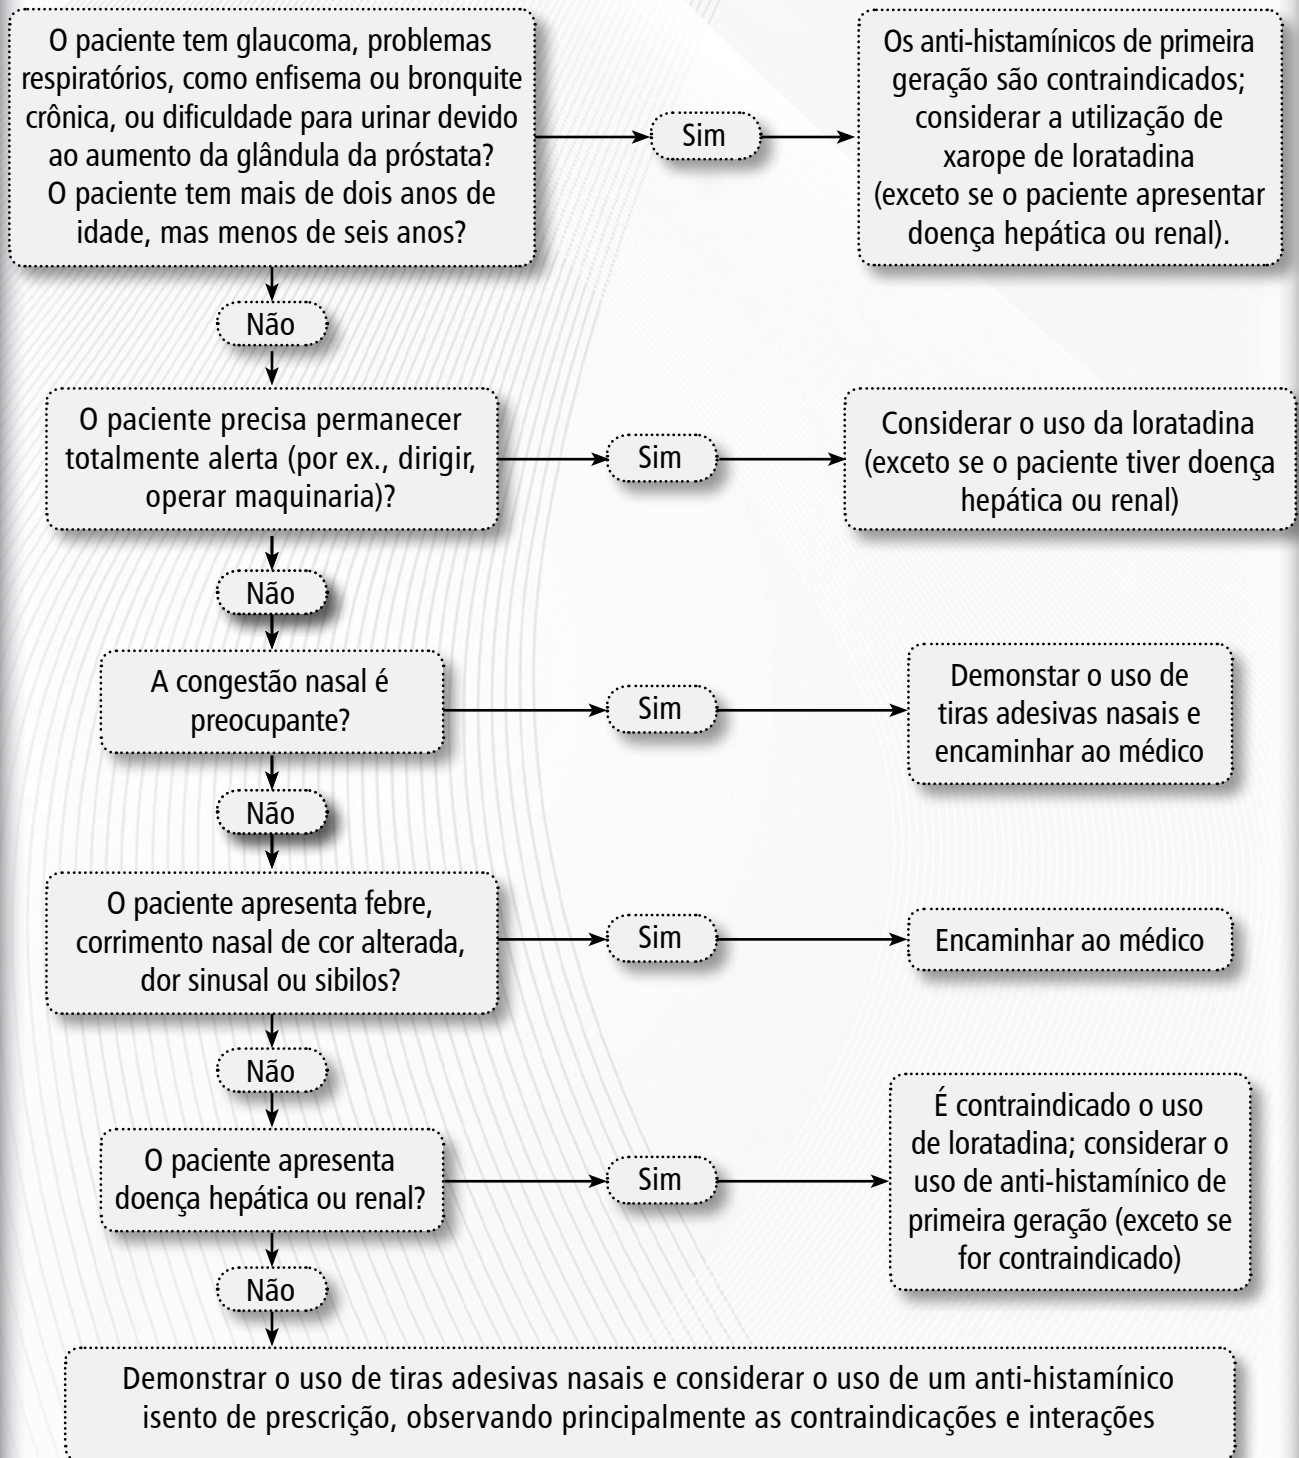 O paciente tem glaucoma, problemas
respiratórios, como enfisema ou bronquite
crônica, ou dificuldade para urinar devido
ao aumento da glândula da próstata?
O paciente tem mais de dois anos de
idade, mas menos de seis anos?
Sim
Os anti-histamínicos de primeira
geração são contraindicados;
considerar a utilização de
xarope de loratadina
(exceto se o paciente apresentar
doença hepática ou renal).
Não
O paciente precisa permanecer
totalmente alerta (por ex., dirigir,
operar maquinaria)?
Sim
Considerar o uso da loratadina
(exceto se o paciente tiver doença
hepática ou renal)
Não
A congestão nasal é
preocupante?
Sim
Demonstar o uso de
tiras adesivas nasais e
encaminhar ao médico
Não
O paciente apresenta febre,
corrimento nasal de cor alterada,
dor sinusal ou sibilos?
Sim
Encaminhar ao médico
Não
O paciente apresenta
doença hepática ou renal?
Sim
É contraindicado o uso
de loratadina; considerar o
uso de anti-histamínico de
primeira geração (exceto se
for contraindicado)
Não
Demonstrar o uso de tiras adesivas nasais e considerar o uso de um anti-histamínico
isento de prescrição, observando principalmente as contraindicações e interações